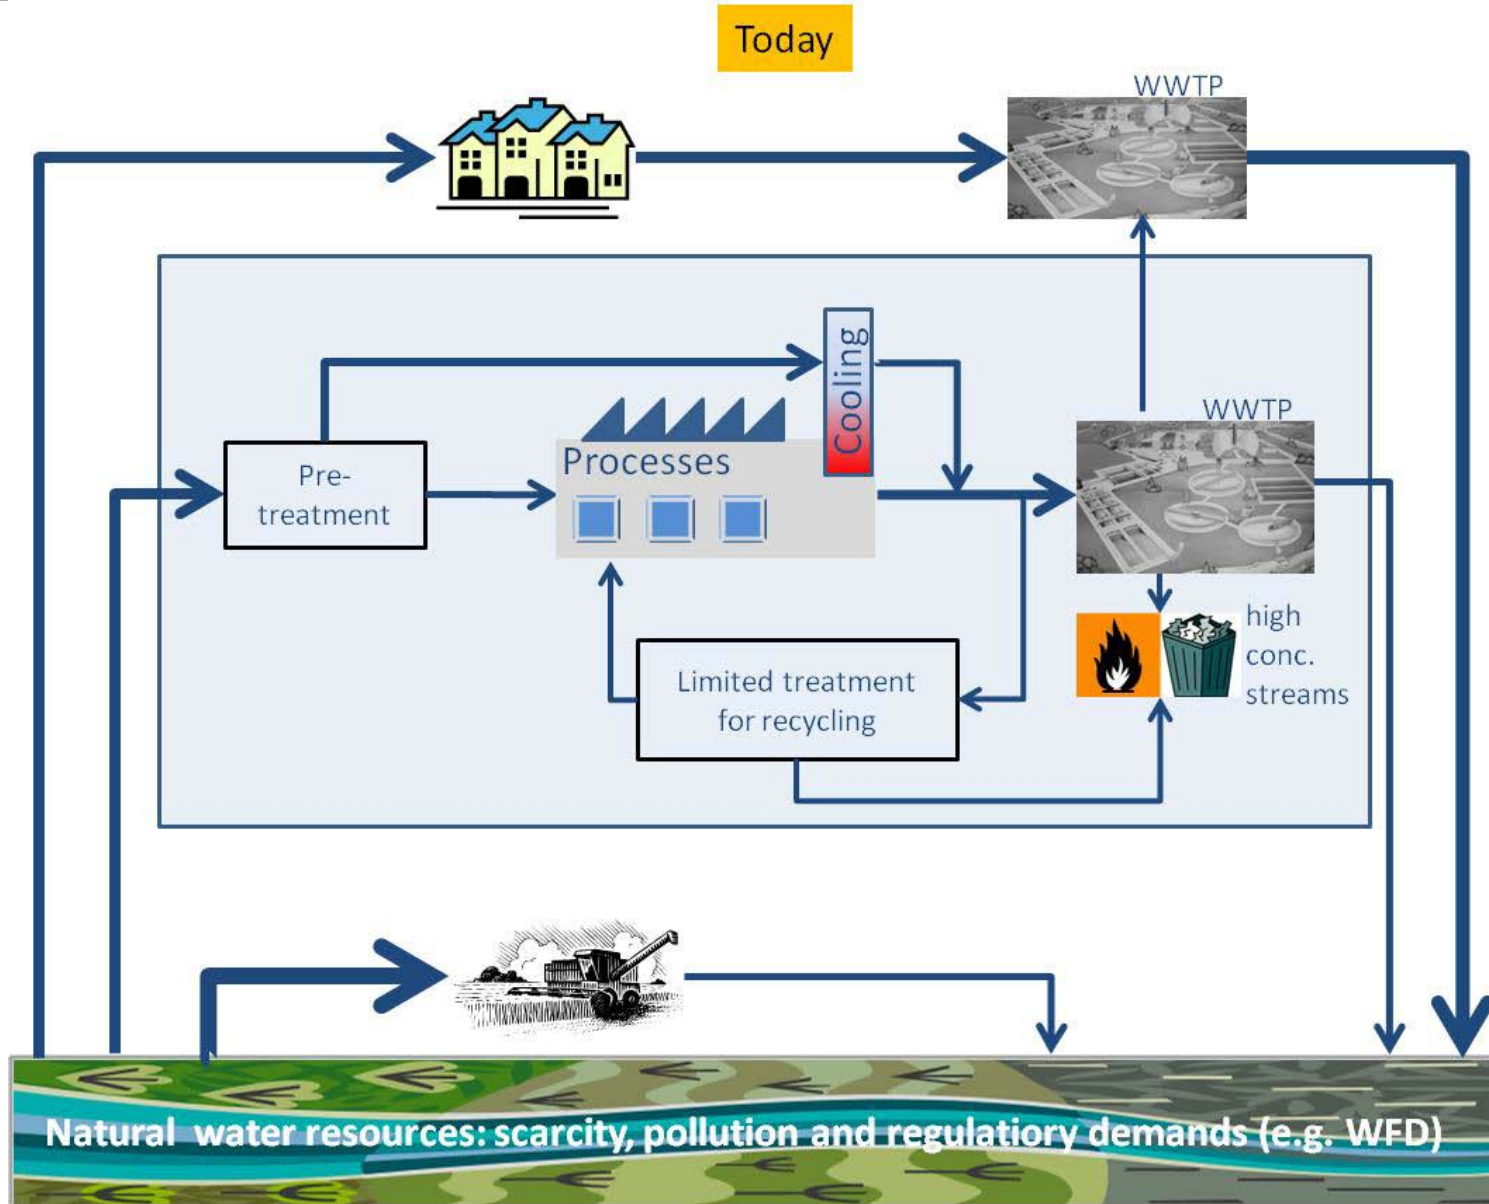 Today
WWTP
Cooling
WWTP
Pre-
treatment
Processes
high
conc.
streams
Limited treatment
for recycling
Natural water resources: scarcity, pollution and regulatiory demands (e.g. WFD)